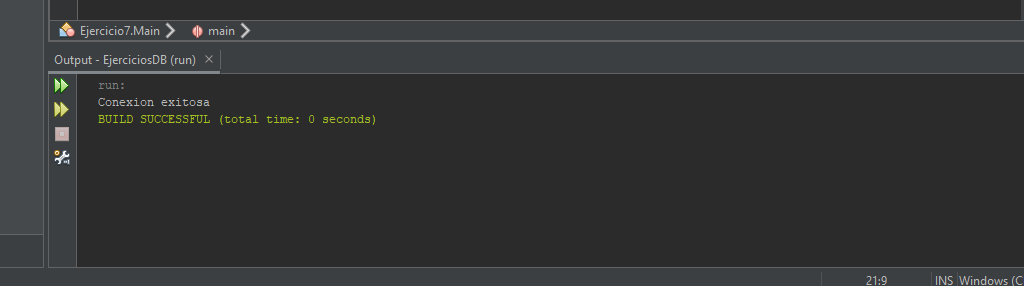 Ejercicio7.Main
main
Output - EjerciciosDB (run)
run:
Conexion exitosa
BUILD SUCCESSFUL (total time: 0 seconds)
21:9
INS
Windows (C